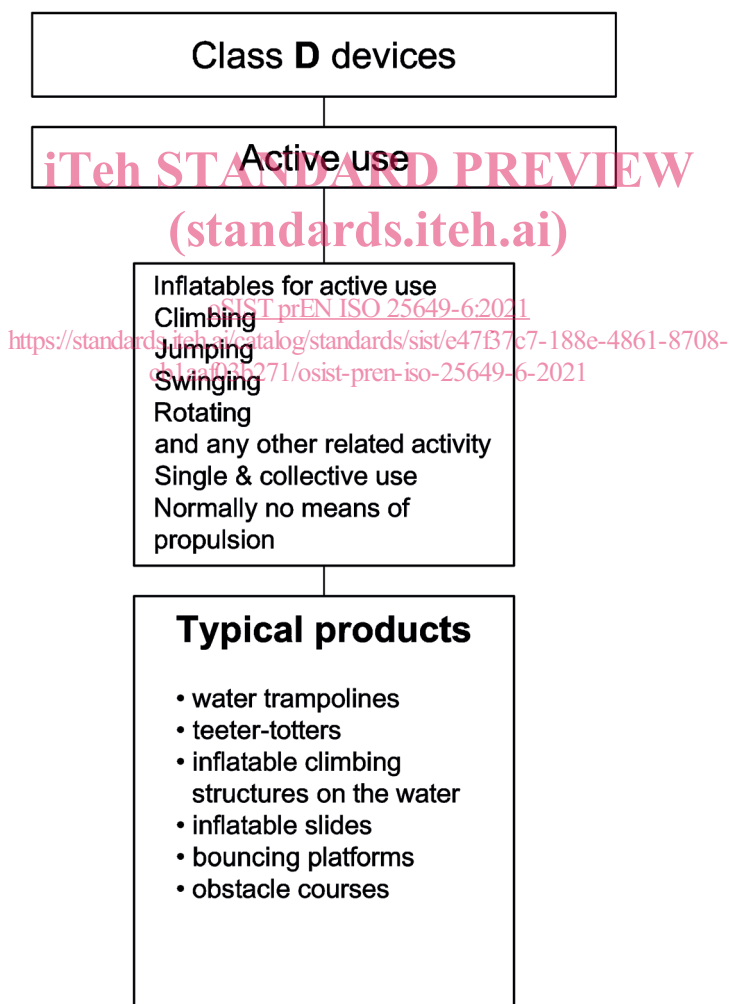 Class D devices
Active use
iTeh STANDARD PREVIEW
(standards.iteh.ai)
Inflatables for active use
oSIST prEN ISO 25649-6:2021
Climbing
https://standards.iteh.ai/catalog/standards/sist/e47f37c7-188e-4861-8708-
Jumping
cb1aaf03b271/osist-pren-iso-25649-6-2021
Swinging
Rotating
and any other related activity
Single & collective use
Normally no means of
propulsion
Typical products
• water trampolines
• teeter-totters
• inflatable climbing
structures on the water
• inflatable slides
• bouncing platforms
• obstacle courses